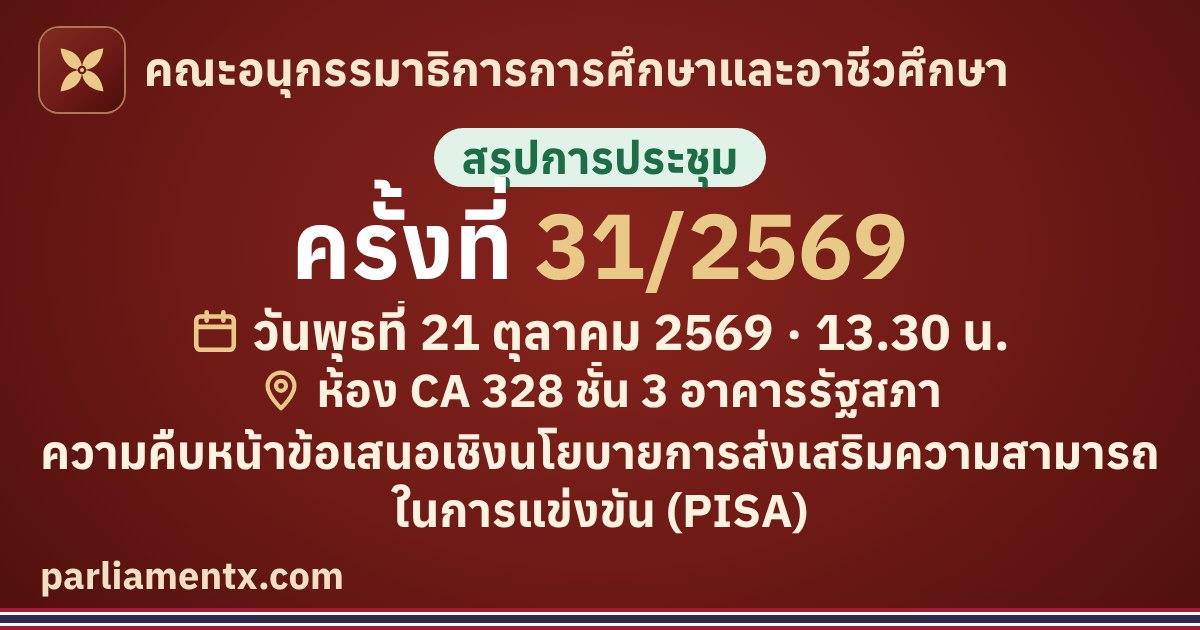 คณะอนุกรรมาธิการการศึกษาและอาชีวศึกษา
สรุปการประชุม
ครั้งที่ 31/2569
วันพุธที่ 21 ตุลาคม 2569 · 13.30 น.
ห้อง CA 328 ชั้น 3 อาคารรัฐสภา
ความคืบหน้าข้อเสนอเชิงนโยบายการส่งเสริมความสามารถ
ในการแข่งขัน (PISA)
parliamentx.com